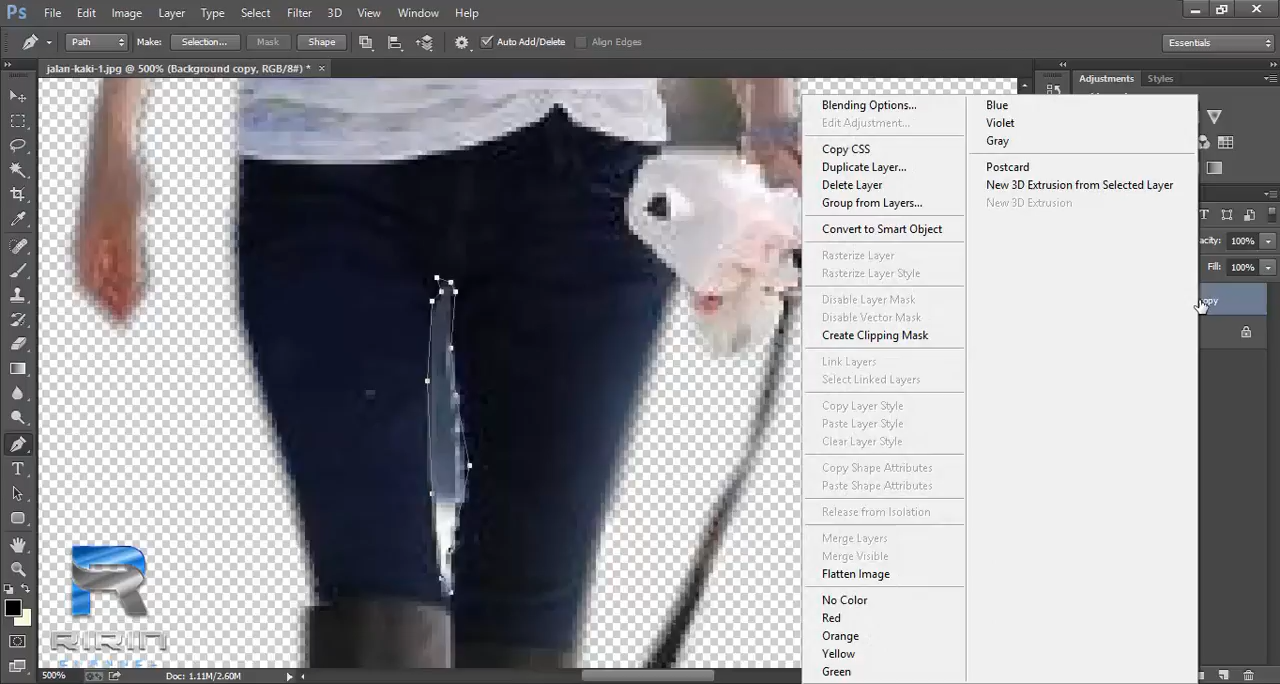 Ps File Edit Image Layer Type Select Filter 3D View Window Help
Path Make: Selection... Mask Shape Auto Add/Delete Align Edges Essentials
jalan-kaki-1.jpg @ 500% (Background copy, RGB/8#) * ×
Adjustments Styles
Blending Options...
Edit Adjustment...
Copy CSS
Duplicate Layer...
Delete Layer
Group from Layers...
Convert to Smart Object
Rasterize Layer
Rasterize Layer Style
Disable Layer Mask
Disable Vector Mask
Create Clipping Mask
Link Layers
Select Linked Layers
Copy Layer Style
Paste Layer Style
Clear Layer Style
Copy Shape Attributes
Paste Shape Attributes
Release from Isolation
Merge Layers
Merge Visible
Flatten Image
No Color
Red
Orange
Yellow
Green
Blue
Violet
Gray
Postcard
New 3D Extrusion from Selected Layer
New 3D Extrusion
acity: 100%
Fill: 100%
opy
R
RIRIN
500% Doc: 1.11M/2.60M